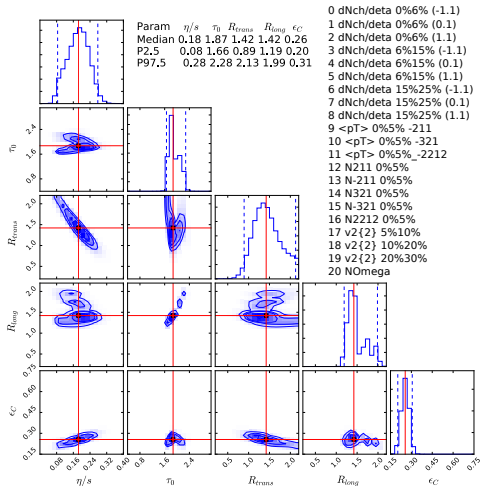 Param η/s τ0 Rtrans Rlong ϵC
Median 0.18 1.87 1.42 1.42 0.26
P2.5 0.08 1.66 0.89 1.19 0.20
P97.5 0.28 2.28 2.13 1.99 0.31
0 dNch/deta 0%6% (-1.1)
1 dNch/deta 0%6% (0.1)
2 dNch/deta 0%6% (1.1)
3 dNch/deta 6%15% (-1.1)
4 dNch/deta 6%15% (0.1)
5 dNch/deta 6%15% (1.1)
6 dNch/deta 15%25% (-1.1)
7 dNch/deta 15%25% (0.1)
8 dNch/deta 15%25% (1.1)
9 <pT> 0%5% -211
10 <pT> 0%5% -321
11 <pT> 0%5%_-2212
12 N211 0%5%
13 N-211 0%5%
14 N321 0%5%
15 N-321 0%5%
16 N2212 0%5%
17 v2{2} 5%10%
18 v2{2} 10%20%
19 v2{2} 20%30%
20 NOmega
τ0
2.4
2.0
1.6
1.2
Rtrans
2.0
1.5
1.0
0.5
Rlong
2.0
1.5
1.0
0.5
ϵC
0.75
0.60
0.45
0.30
0.15
0.08 0.16 0.24 0.32 0.40
η/s
1.2 1.6 2.0 2.4
τ0
0.5 1.0 1.5 2.0
Rtrans
0.5 1.0 1.5 2.0
Rlong
0.15 0.30 0.45 0.60 0.75
ϵC